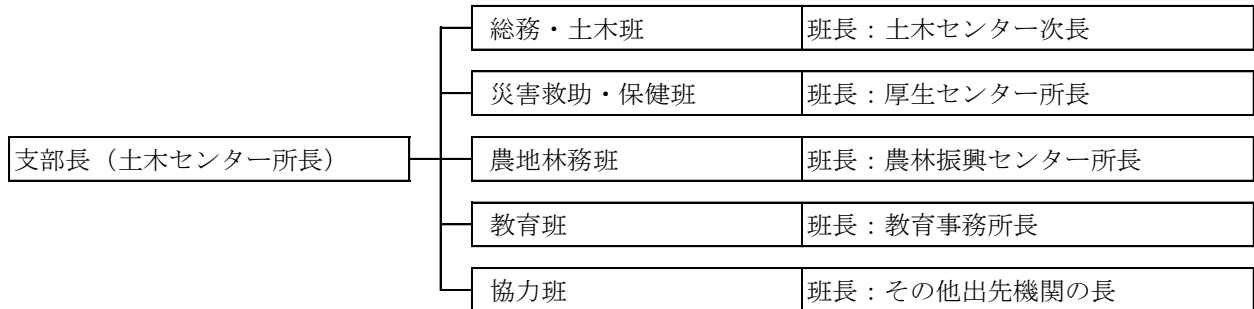 総務・土木班 班長：土木センター次長
災害救助・保健班 班長：厚生センター所長
支部長（土木センター所長） 農地林務班 班長：農林振興センター所長
教育班 班長：教育事務所長
協力班 班長：その他出先機関の長